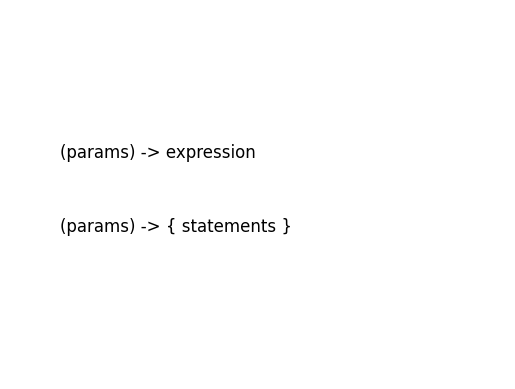 (params) -> expression
(params) -> { statements }